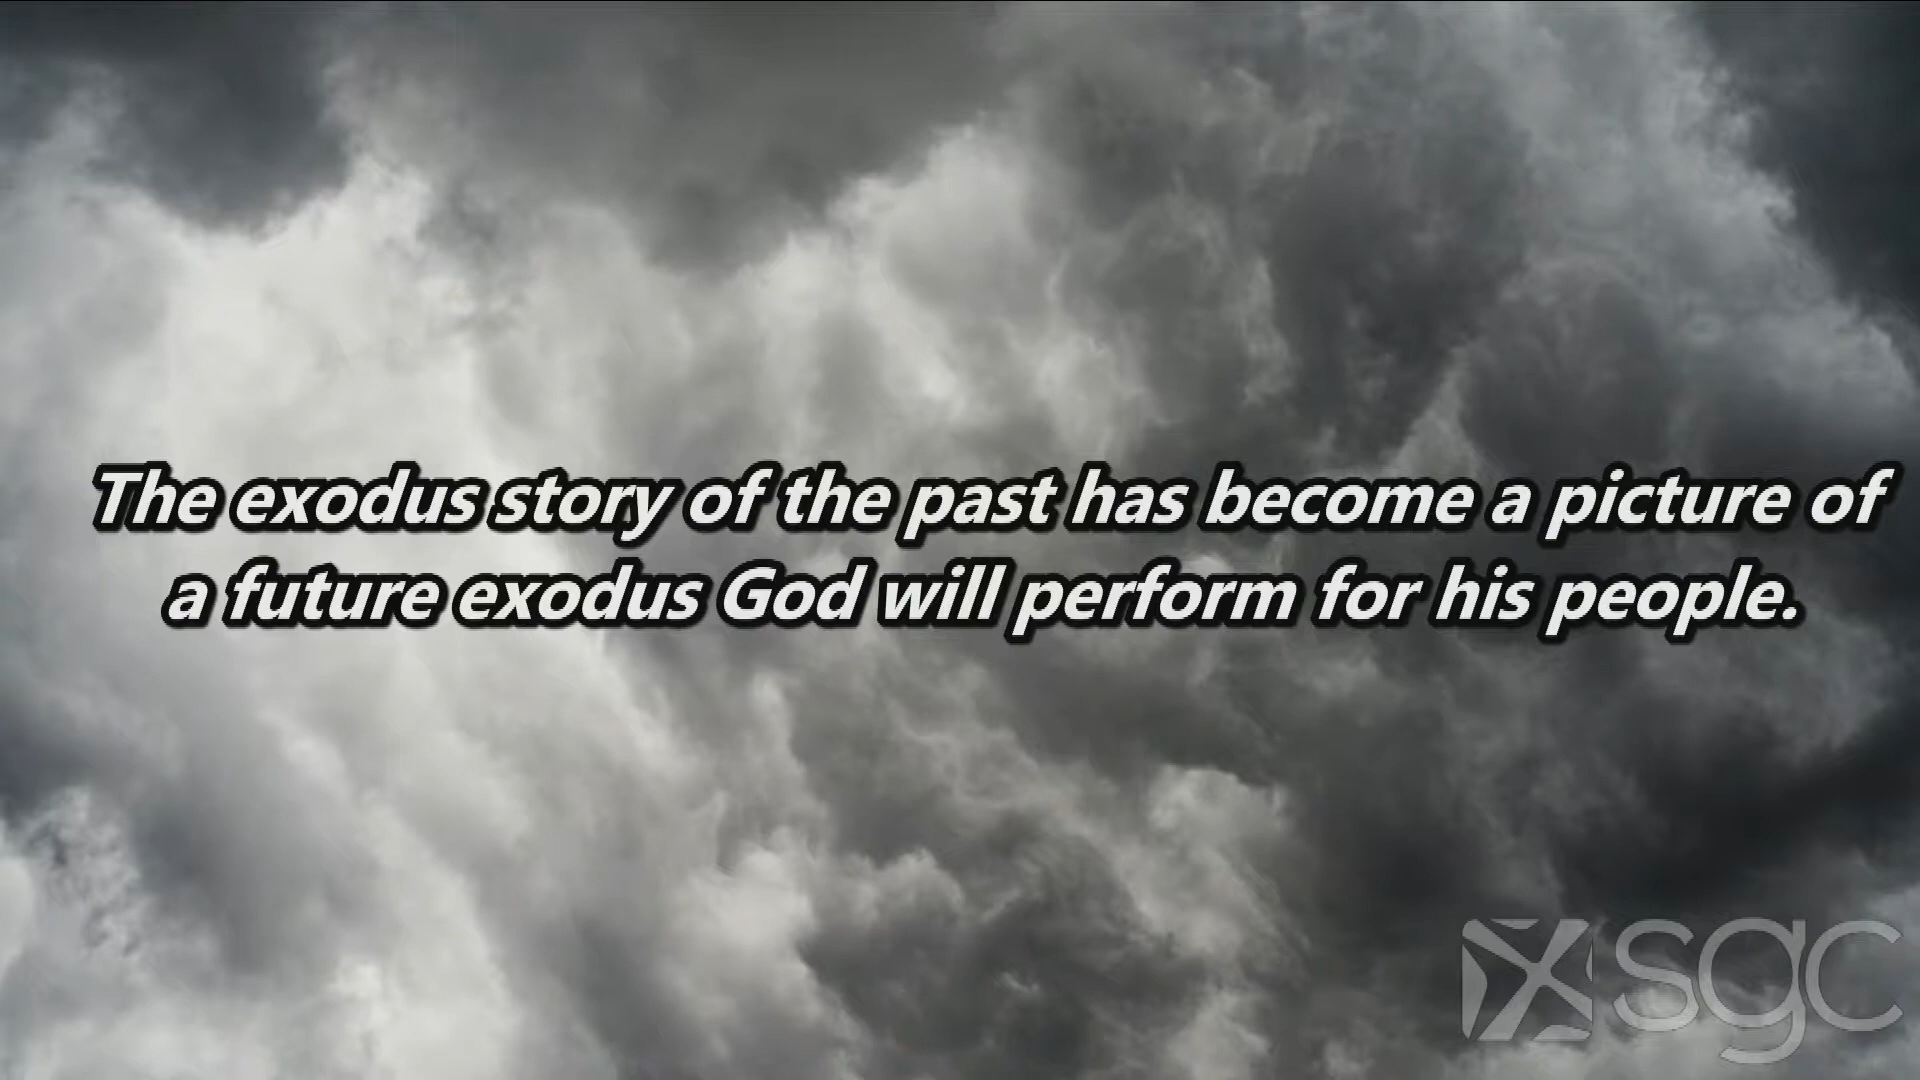 The exodus story of the past has become a picture of
a future exodus God will perform for his people.
sgc